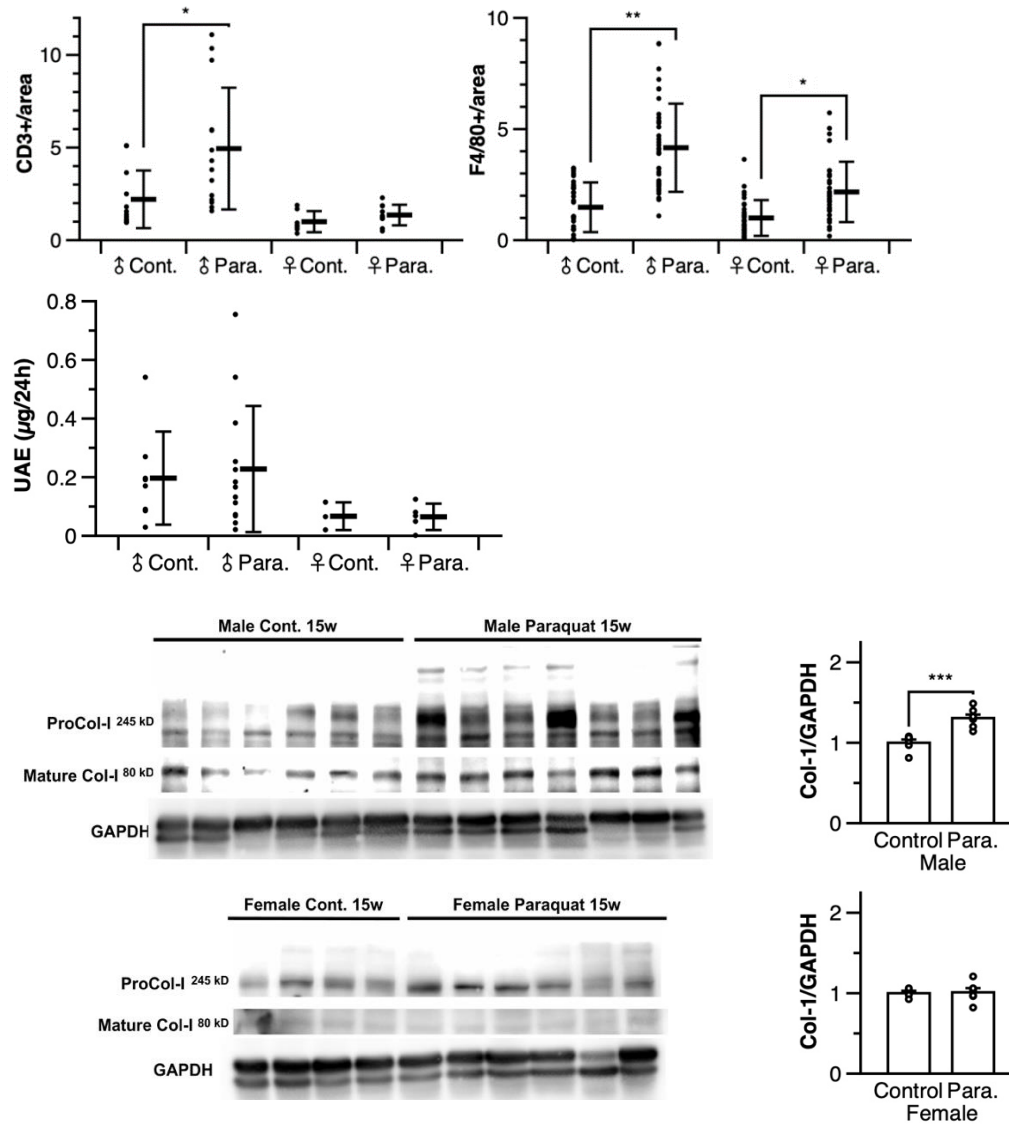 *
CD3+/area
10
5
0
♂ Cont. ♂ Para. ♀ Cont. ♀ Para.
**
*
F4/80+/area
10
5
0
♂ Cont. ♂ Para. ♀ Cont. ♀ Para.
UAE (µg/24h)
0.8
0.6
0.4
0.2
0
♂ Cont. ♂ Para. ♀ Cont. ♀ Para.
Male Cont. 15w Male Paraquat 15w
ProCol-I 245 kD
Mature Col-I 80 kD
GAPDH
***
Col-1/GAPDH
2
1
0
Control Para.
Male
Female Cont. 15w Female Paraquat 15w
ProCol-I 245 kD
Mature Col-I 80 kD
GAPDH
Col-1/GAPDH
2
1
0
Control Para.
Female